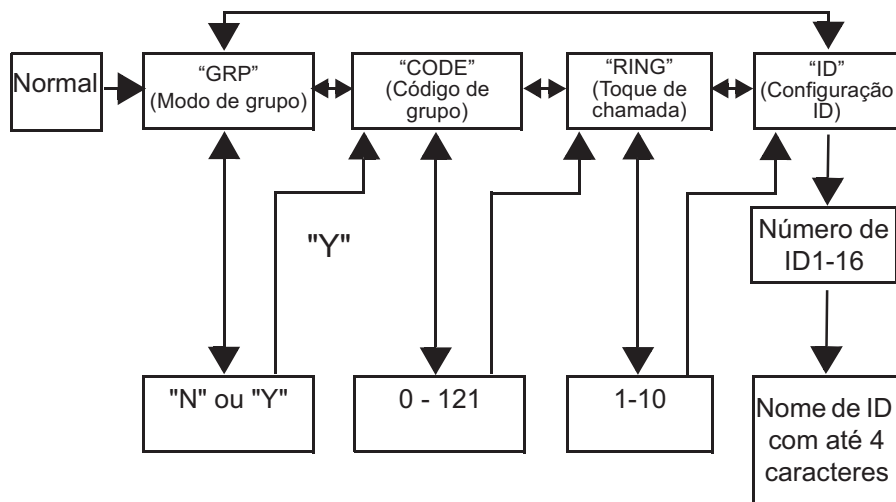 Normal
“GRP”
(Modo de grupo)
“CODE”
(Código de
grupo)
“RING”
(Toque de
chamada)
“ID”
(Configuração
ID)
"Y"
Número de
ID1-16
"N" ou "Y"
0 - 121
1-10
Nome de ID
com até 4
caracteres